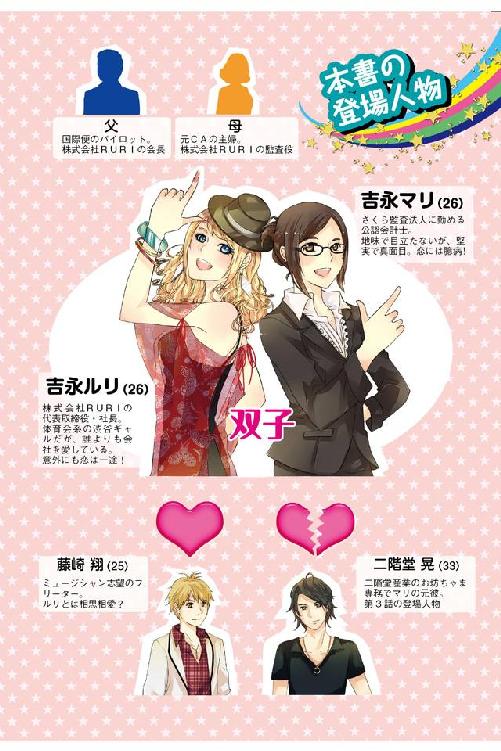 本書の
登場人物
父
国際便のパイロット。
株式会社RURIの会長
母
元CAの主婦。
株式会社RURIの監査役
吉永マリ(26)
さくら監査法人に勤める
公認会計士。
地味で目立たないが、堅
実で真面目。恋には臆病!
吉永ルリ(26)
株式会社RURIの
代表取締役・社長。
体育会系の渋谷ギャ
ルだが、誰よりも会
社を愛している。
意外にも恋は一途!
双子
藤崎 翔(25)
ミュージシャン志望のフ
リーター。
ルリとは相思相愛?
二階堂 晃(33)
二階堂産業のお坊ちゃま
専務でマリの元彼。
第3話の登場人物